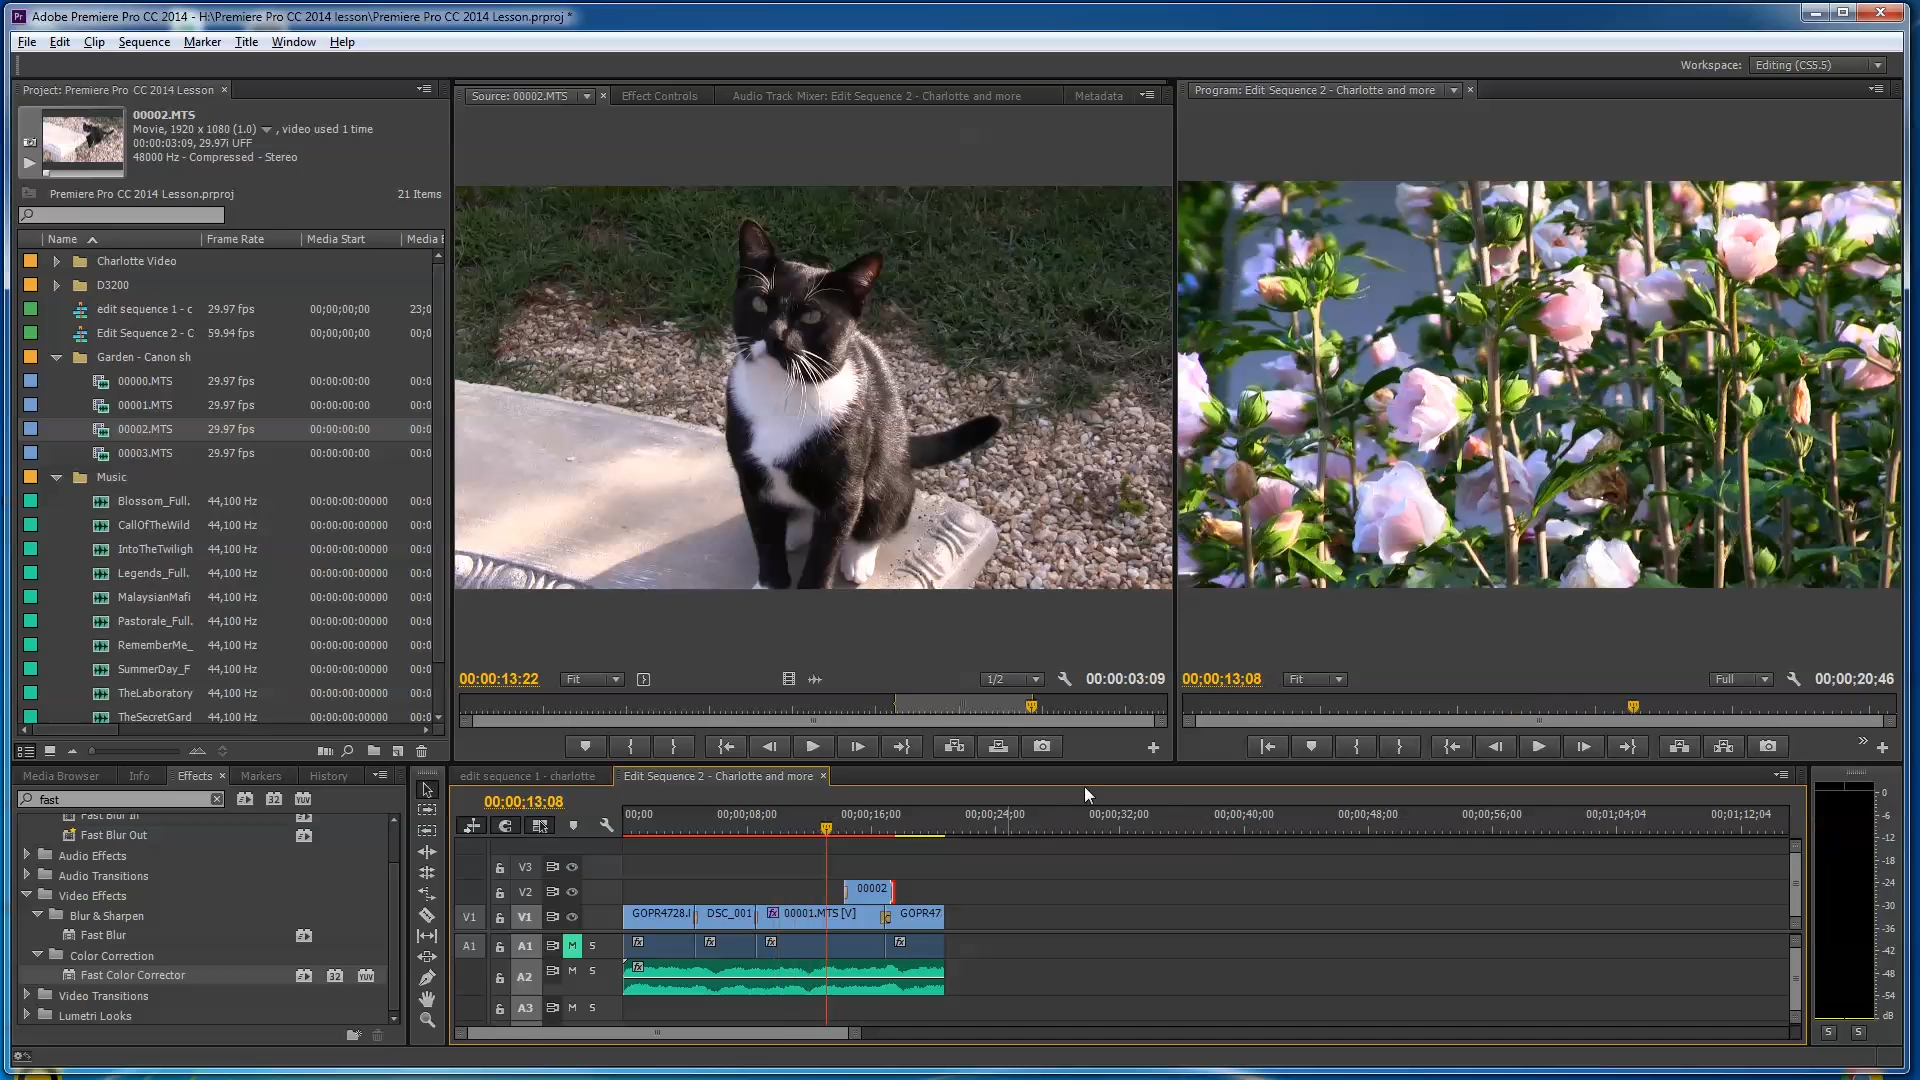 Adobe Premiere Pro CC 2014 - H:\Premiere Pro CC 2014 lesson\Premiere Pro CC 2014 Lesson.prproj *
File Edit Clip Sequence Marker Title Window Help
Workspace: Editing (CS5.5)
Project: Premiere Pro CC 2014 Lesson
00002.MTS
Movie, 1920 x 1080 (1.0) , video used 1 time
00:00:03:09, 29.97i UFF
48000 Hz - Compressed - Stereo
Premiere Pro CC 2014 Lesson.prproj 21 Items
Name Frame Rate Media Start Media E
Charlotte Video
D3200
edit sequence 1 - c 29.97 fps 00;00;00;00 23;0
Edit Sequence 2 - C 59.94 fps 00;00;00;00 00;0
Garden - Canon sh
00000.MTS 29.97 fps 00:00:00:00 00:0
00001.MTS 29.97 fps 00:00:00:00 00:0
00002.MTS 29.97 fps 00:00:00:00 00:0
00003.MTS 29.97 fps 00:00:00:00 00:0
Music
Blossom_Full. 44,100 Hz 00:00:00:00000 00:0
CallOfTheWild 44,100 Hz 00:00:00:00000 00:0
IntoTheTwiligh 44,100 Hz 00:00:00:00000 00:0
Legends_Full. 44,100 Hz 00:00:00:00000 00:0
MalaysianMafi 44,100 Hz 00:00:00:00000 00:0
Pastorale_Full. 44,100 Hz 00:00:00:00000 00:0
RememberMe_ 44,100 Hz 00:00:00:00000 00:0
SummerDay_F 44,100 Hz 00:00:00:00000 00:0
TheLaboratory 44,100 Hz 00:00:00:00000 00:0
TheSecretGard 44,100 Hz 00:00:00:00000 00:0
Source: 00002.MTS Effect Controls Audio Track Mixer: Edit Sequence 2 - Charlotte and more Metadata
00:00:13:22 Fit 1/2 00:00:03:09
Program: Edit Sequence 2 - Charlotte and more
00;00;13;08 Fit Full 00;00;20;46
Media Browser Info Effects Markers History
fast 32 YUV
Fast Blur In
Fast Blur Out
Audio Effects
Audio Transitions
Video Effects
Blur & Sharpen
Fast Blur
Color Correction
Fast Color Corrector 32 YUV
Video Transitions
Lumetri Looks
edit sequence 1 - charlotte Edit Sequence 2 - Charlotte and more
00;00;13;08
00;00 00;00;08;00 00;00;16;00 00;00;24;00 00;00;32;00 00;00;40;00 00;00;48;00 00;00;56;00 00;01;04;04 00;01;12;04
V3
V2 00002
V1 V1 GOPR4728.I DSC_001 fx 00001.MTS [V] GOPR47
A1 A1 M S fx fx fx fx
A2 M S fx
A3 M S
0
-6
-12
-18
-24
-30
-36
-42
-48
-54
dB
S S